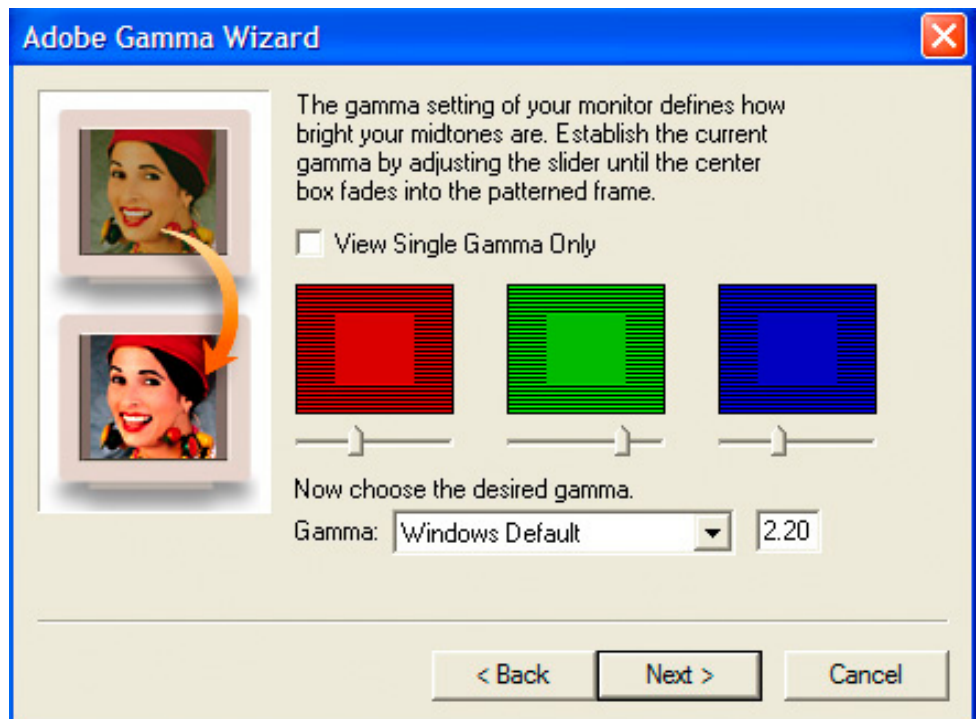 Adobe Gamma Wizard
The gamma setting of your monitor defines how
bright your midtones are. Establish the current
gamma by adjusting the slider until the center
box fades into the patterned frame.
View Single Gamma Only
Now choose the desired gamma.
Gamma: Windows Default 2.20
< Back Next > Cancel